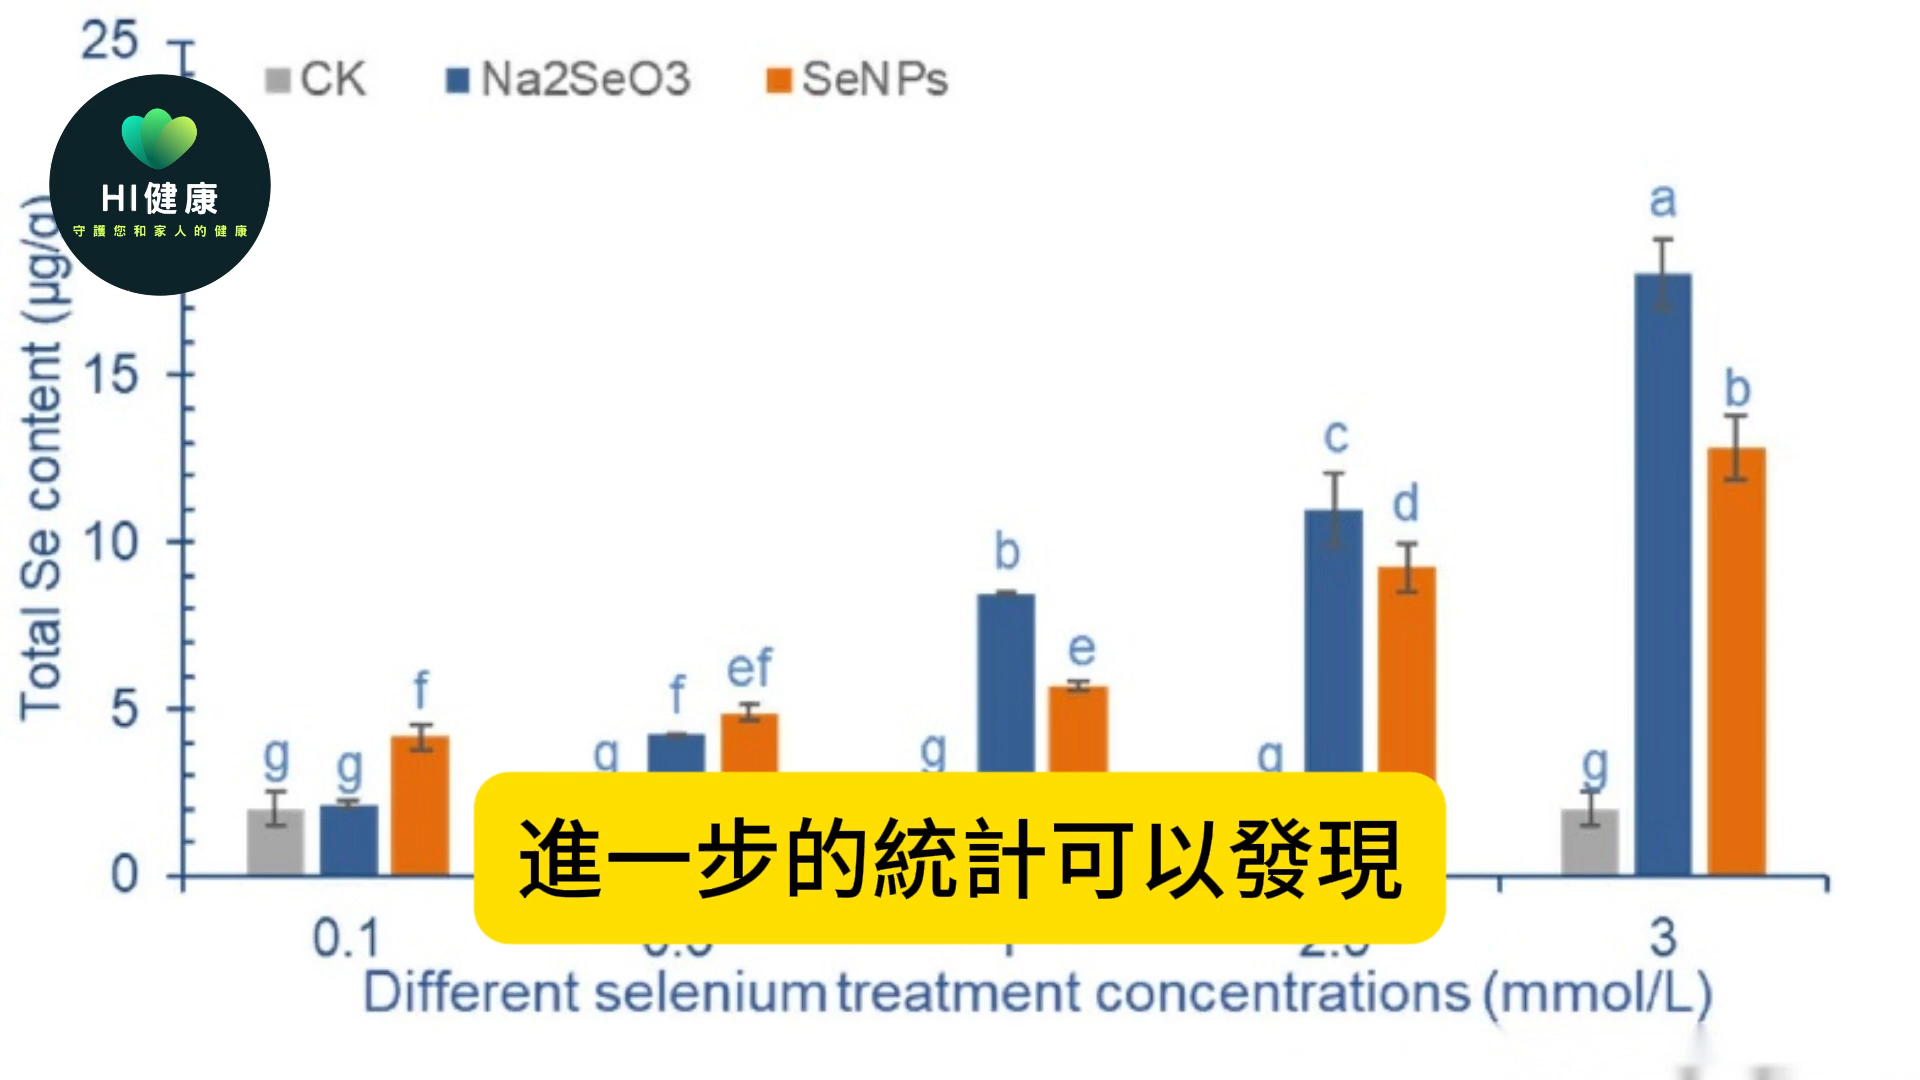 25
CK
Na2SeO3
SeNPs
HI健康
守護您和家人的健康
Total Se content (µg/g)
15
10
5
0
g
g
f
g
f
ef
g
b
e
g
c
d
g
a
b
進一步的統計可以發現
0.1
3
Different selenium treatment concentrations (mmol/L)